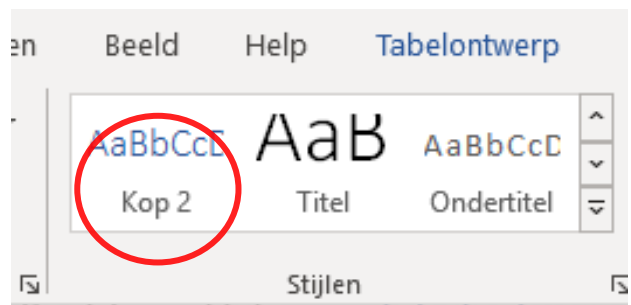 en Beeld Help Tabelontwerp
AaBbCcD AaB AaBbCcD
Kop 2 Titel Ondertitel
Stijlen